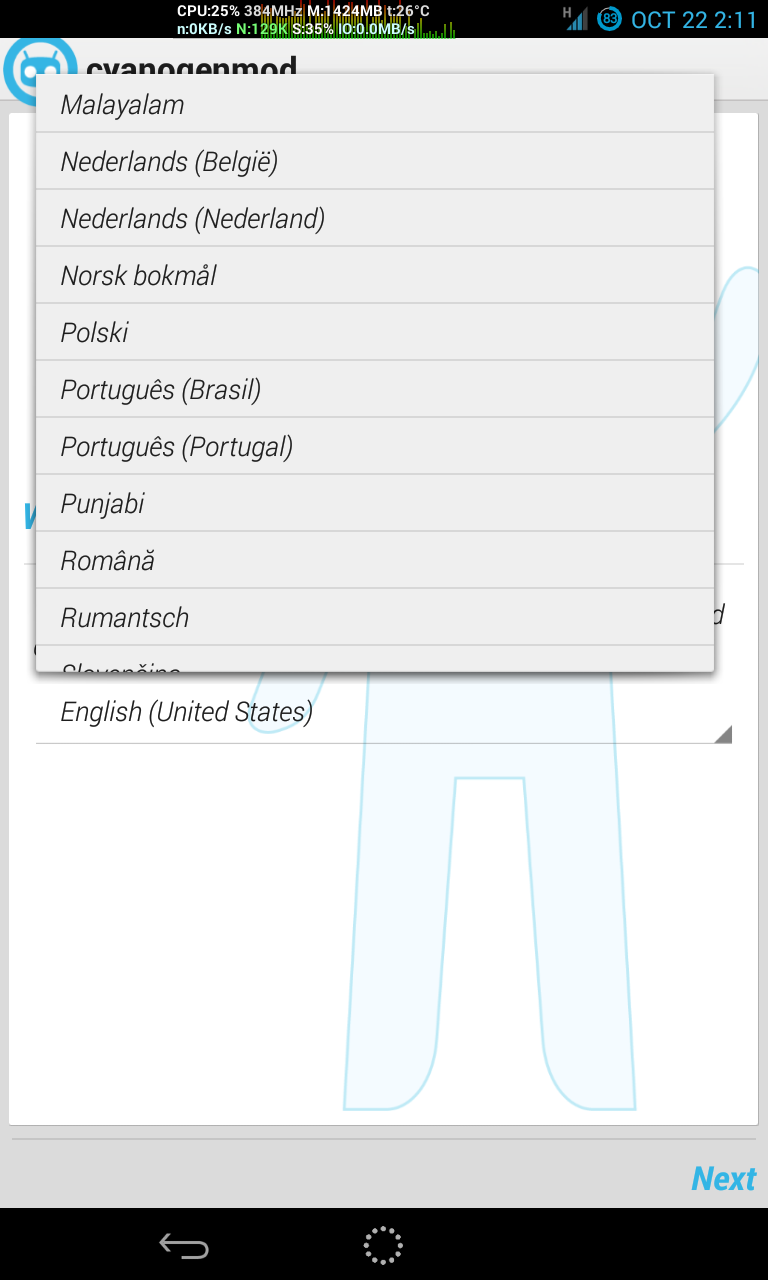 CPU:25% 384MHz M:1424MB t:26°C
n:0KB/s N:129K S:35% IO:0.0MB/s
H
83
OCT 22 2:11
cyanogenmod
Malayalam
Nederlands (België)
Nederlands (Nederland)
Norsk bokmål
Polski
Português (Brasil)
Português (Portugal)
Punjabi
Română
Rumantsch
Slovenčina
English (United States)
Next